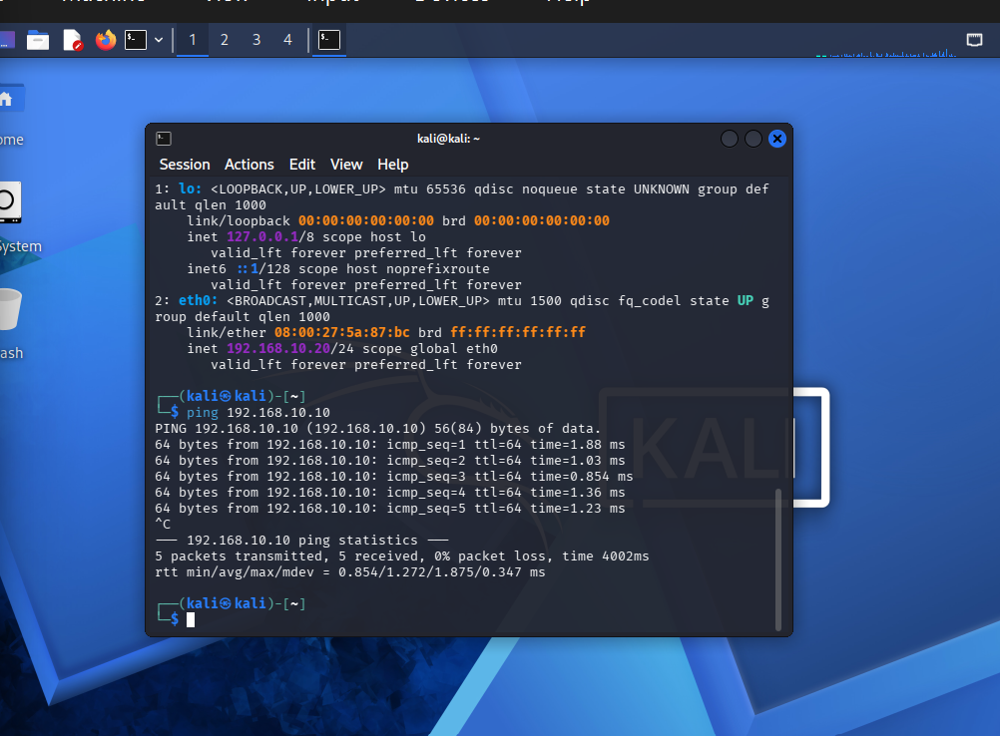 1 2 3 4
kali@kali: ~
Session Actions Edit View Help
1: lo: <LOOPBACK,UP,LOWER_UP> mtu 65536 qdisc noqueue state UNKNOWN group def
ault qlen 1000
link/loopback 00:00:00:00:00:00 brd 00:00:00:00:00:00
inet 127.0.0.1/8 scope host lo
valid_lft forever preferred_lft forever
inet6 ::1/128 scope host noprefixroute
valid_lft forever preferred_lft forever
2: eth0: <BROADCAST,MULTICAST,UP,LOWER_UP> mtu 1500 qdisc fq_codel state UP g
roup default qlen 1000
link/ether 08:00:27:5a:87:bc brd ff:ff:ff:ff:ff:ff
inet 192.168.10.20/24 scope global eth0
valid_lft forever preferred_lft forever
┌──(kali㉿kali)-[~]
└─$ ping 192.168.10.10
PING 192.168.10.10 (192.168.10.10) 56(84) bytes of data.
64 bytes from 192.168.10.10: icmp_seq=1 ttl=64 time=1.88 ms
64 bytes from 192.168.10.10: icmp_seq=2 ttl=64 time=1.03 ms
64 bytes from 192.168.10.10: icmp_seq=3 ttl=64 time=0.854 ms
64 bytes from 192.168.10.10: icmp_seq=4 ttl=64 time=1.36 ms
64 bytes from 192.168.10.10: icmp_seq=5 ttl=64 time=1.23 ms
^C
--- 192.168.10.10 ping statistics ---
5 packets transmitted, 5 received, 0% packet loss, time 4002ms
rtt min/avg/max/mdev = 0.854/1.272/1.875/0.347 ms
┌──(kali㉿kali)-[~]
└─$
ome
System
ash
KALI